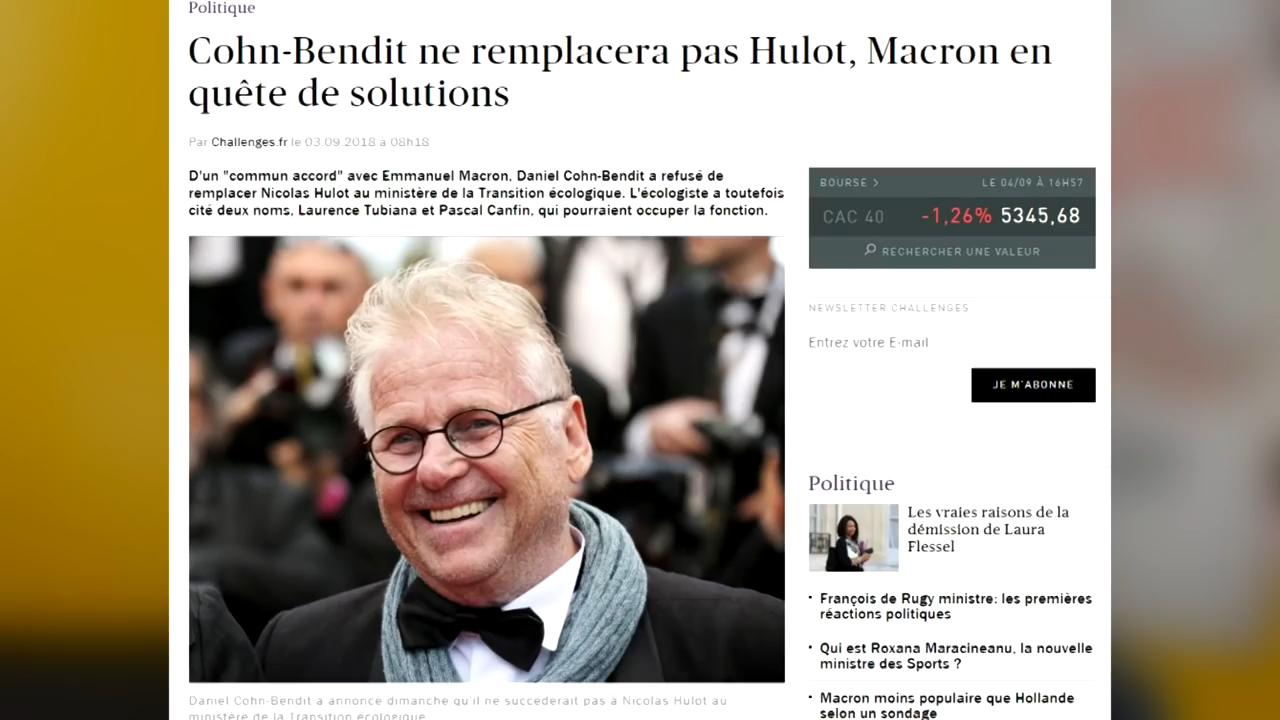 Politique
Cohn-Bendit ne remplacera pas Hulot, Macron en
quête de solutions
Par Challenges.fr le 03.09.2018 à 08h18
D'un "commun accord" avec Emmanuel Macron, Daniel Cohn-Bendit a refusé de
remplacer Nicolas Hulot au ministère de la Transition écologique. L'écologiste a toutefois
cité deux noms, Laurence Tubiana et Pascal Canfin, qui pourraient occuper la fonction.
Daniel Cohn-Bendit a annoncé dimanche qu'il ne succéderait pas à Nicolas Hulot au
ministère de la Transition écologique.
BOURSE >
LE 04/09 À 16H57
CAC 40 -1,26% 5345,68
RECHERCHER UNE VALEUR
NEWSLETTER CHALLENGES
Entrez votre E-mail
JE M'ABONNE
Politique
Les vraies raisons de la
démission de Laura
Flessel
François de Rugy ministre: les premières
réactions politiques
Qui est Roxana Maracineanu, la nouvelle
ministre des Sports ?
Macron moins populaire que Hollande
selon un sondage